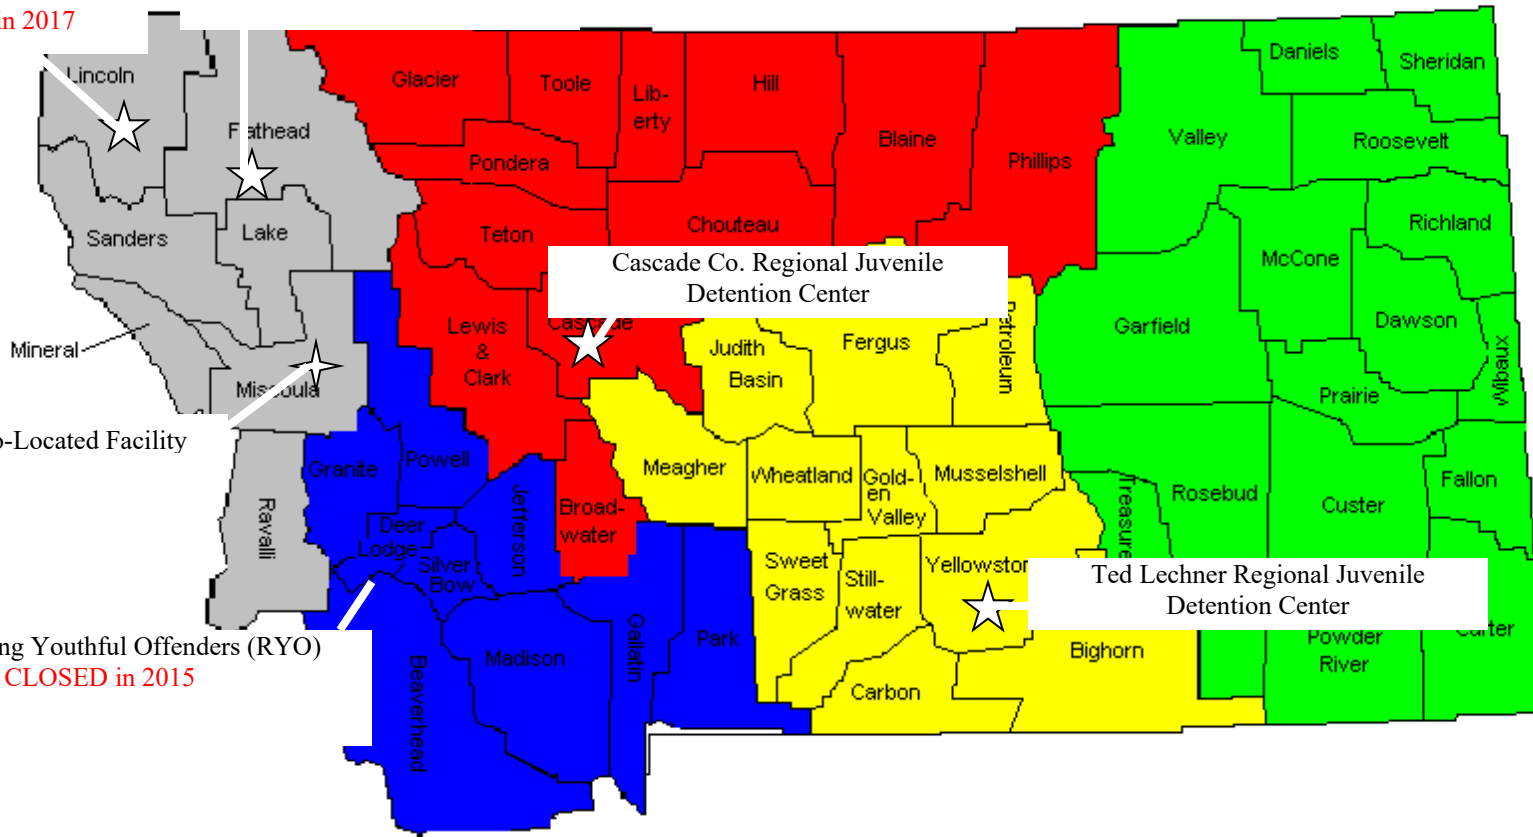 in 2017
Lincoln
Flathead
Glacier
Toole
Lib-
erty
Hill
Blaine
Phillips
Valley
Daniels
Sheridan
Roosevelt
Pondera
Sanders
Lake
Teton
Chouteau
Richland
McCone
Cascade Co. Regional Juvenile
Detention Center
Garfield
Dawson
Wibaux
Mineral
Lewis
&
Clark
Cascade
Judith
Basin
Fergus
Petroleum
Prairie
Missoula
o-Located Facility
Granite
Powell
Jefferson
Broad-
water
Meagher
Wheatland
Gold-
en
Valley
Musselshell
Treasure
Rosebud
Custer
Fallon
Ravalli
Deer
Lodge
Silver
Bow
Sweet
Grass
Still-
water
Yellowstor
Ted Lechner Regional Juvenile
Detention Center
ng Youthful Offenders (RYO)
CLOSED in 2015
Beaverhead
Madison
Gallatin
Park
Carbon
Bighorn
Powder
River
Carter